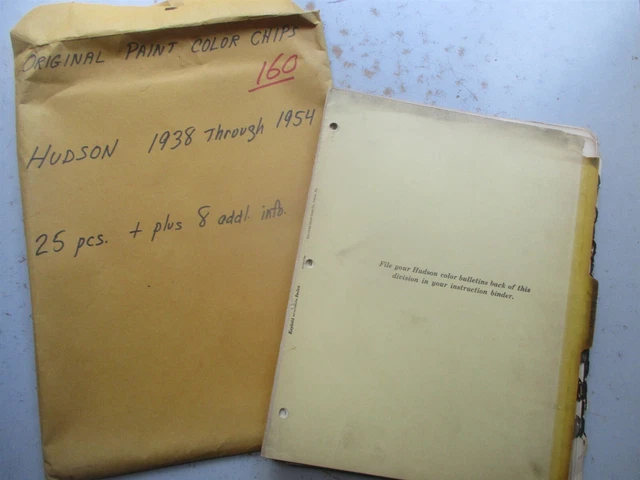 ORIGINAL PAINT COLOR CHIPS
160
HUDSON 1938 Through 1954
25 pcs. + plus 8 addl. info.
File your Hudson color bulletins back of this
division in your instruction binder.